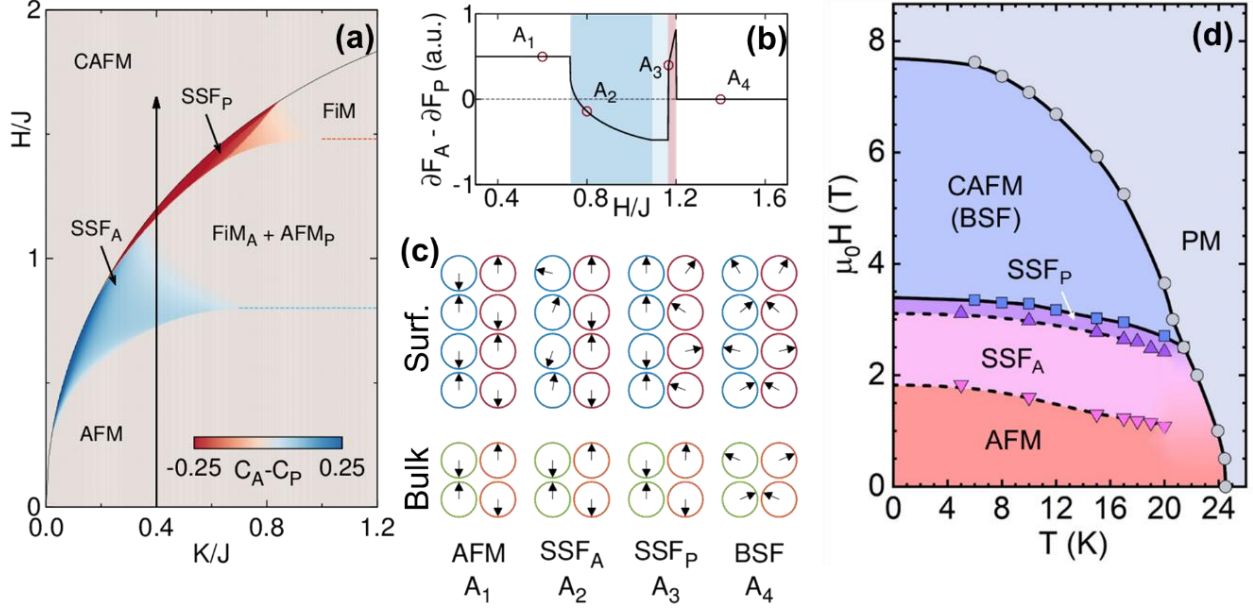 (a)
2
1
0
H/J
CAFM
SSF_P
FiM
SSF_A
FiM_A + AFM_P
AFM
-0.25 C_A-C_P 0.25
0.0 0.4 0.8 1.2
K/J
(b)
∂F_A - ∂F_P (a.u.)
1
0
-1
A_1
A_2
A_3
A_4
0.4 0.8 1.2 1.6
H/J
(c)
Surf.
Bulk
AFM SSF_A SSF_P BSF
A_1 A_2 A_3 A_4
(d)
μ_0H (T)
8
6
4
2
0
CAFM
(BSF)
PM
SSF_P
SSF_A
AFM
0 4 8 12 16 20 24
T (K)